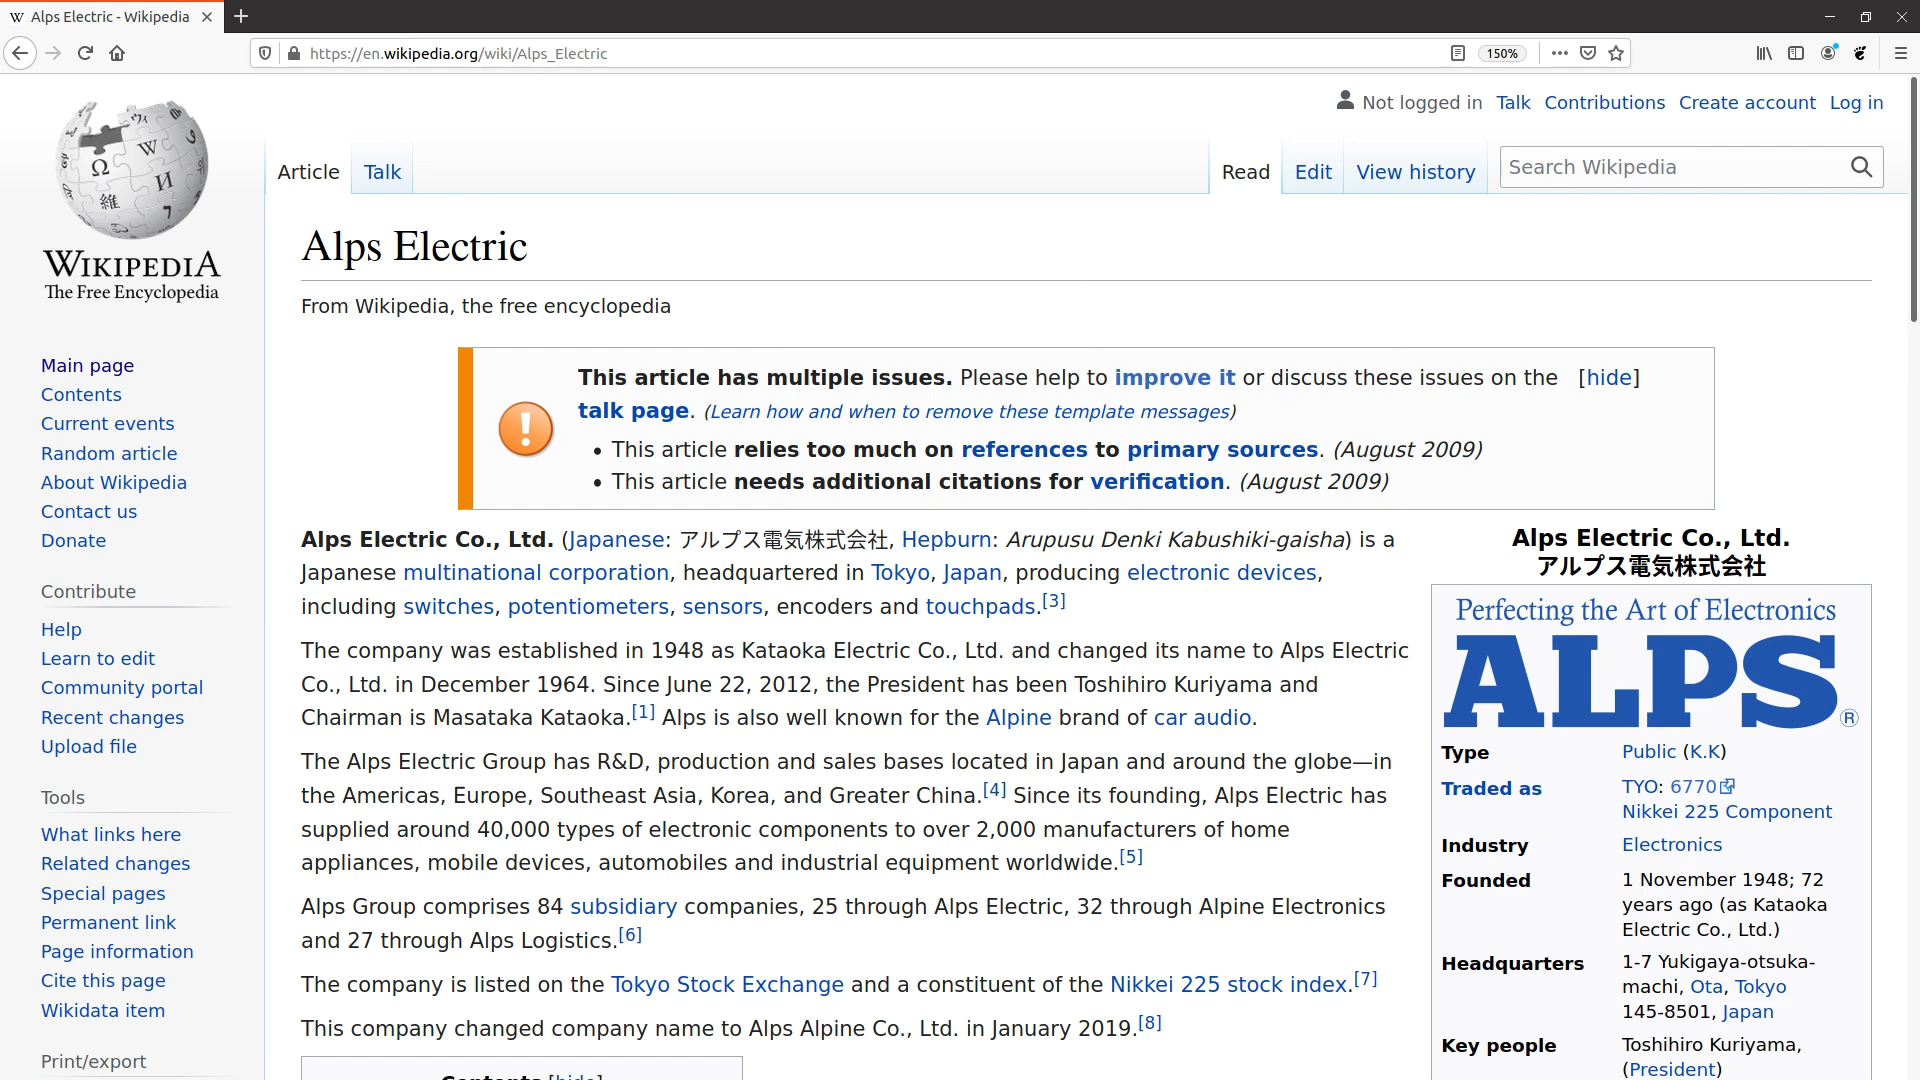 Alps Electric - Wikipedia
https://en.wikipedia.org/wiki/Alps_Electric
150%
Not logged in Talk Contributions Create account Log in
Article Talk Read Edit View history Search Wikipedia
WIKIPEDIA
The Free Encyclopedia
Main page
Contents
Current events
Random article
About Wikipedia
Contact us
Donate
Contribute
Help
Learn to edit
Community portal
Recent changes
Upload file
Tools
What links here
Related changes
Special pages
Permanent link
Page information
Cite this page
Wikidata item
Print/export
Alps Electric
From Wikipedia, the free encyclopedia
This article has multiple issues. Please help to improve it or discuss these issues on the [hide]
talk page. (Learn how and when to remove these template messages)
• This article relies too much on references to primary sources. (August 2009)
• This article needs additional citations for verification. (August 2009)
Alps Electric Co., Ltd. (Japanese: アルプス電気株式会社, Hepburn: Arupusu Denki Kabushiki-gaisha) is a
Japanese multinational corporation, headquartered in Tokyo, Japan, producing electronic devices,
including switches, potentiometers, sensors, encoders and touchpads.[3]
The company was established in 1948 as Kataoka Electric Co., Ltd. and changed its name to Alps Electric
Co., Ltd. in December 1964. Since June 22, 2012, the President has been Toshihiro Kuriyama and
Chairman is Masataka Kataoka.[1] Alps is also well known for the Alpine brand of car audio.
The Alps Electric Group has R&D, production and sales bases located in Japan and around the globe—in
the Americas, Europe, Southeast Asia, Korea, and Greater China.[4] Since its founding, Alps Electric has
supplied around 40,000 types of electronic components to over 2,000 manufacturers of home
appliances, mobile devices, automobiles and industrial equipment worldwide.[5]
Alps Group comprises 84 subsidiary companies, 25 through Alps Electric, 32 through Alpine Electronics
and 27 through Alps Logistics.[6]
The company is listed on the Tokyo Stock Exchange and a constituent of the Nikkei 225 stock index.[7]
This company changed company name to Alps Alpine Co., Ltd. in January 2019.[8]
Contents [hide]
Alps Electric Co., Ltd.
アルプス電気株式会社
Perfecting the Art of Electronics
ALPS®
Type Public (K.K)
Traded as TYO: 6770
Nikkei 225 Component
Industry Electronics
Founded 1 November 1948; 72
years ago (as Kataoka
Electric Co., Ltd.)
Headquarters 1-7 Yukigaya-otsuka-
machi, Ota, Tokyo
145-8501, Japan
Key people Toshihiro Kuriyama,
(President)